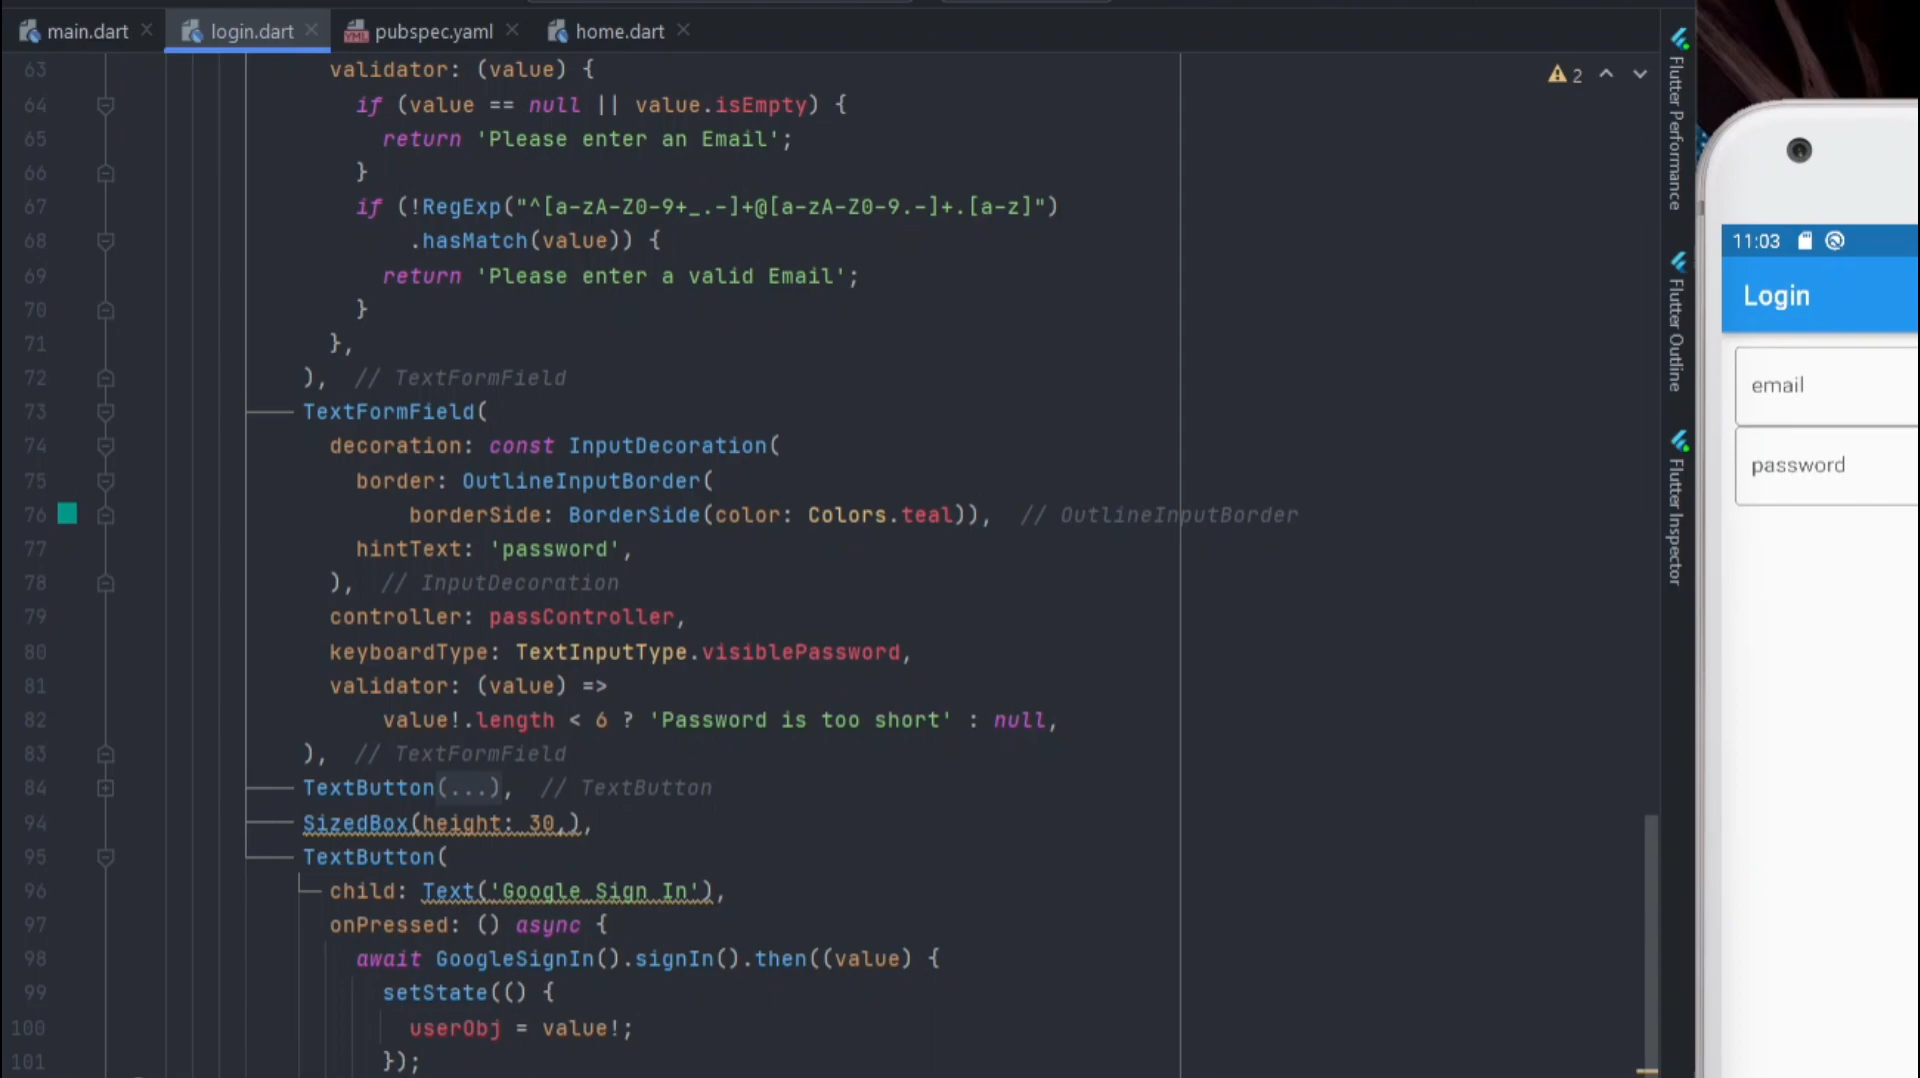 main.dart
login.dart
pubspec.yaml
home.dart
63 validator: (value) {
64 if (value == null || value.isEmpty) {
65 return 'Please enter an Email';
66 }
67 if (!RegExp("^[a-zA-Z0-9+_.-]+@[a-zA-Z0-9.-]+.[a-z]")
68 .hasMatch(value)) {
69 return 'Please enter a valid Email';
70 }
71 },
72 ), // TextFormField
73 TextFormField(
74 decoration: const InputDecoration(
75 border: OutlineInputBorder(
76 borderSide: BorderSide(color: Colors.teal)), // OutlineInputBorder
77 hintText: 'password',
78 ), // InputDecoration
79 controller: passController,
80 keyboardType: TextInputType.visiblePassword,
81 validator: (value) =>
82 value!.length < 6 ? 'Password is too short' : null,
83 ), // TextFormField
84 TextButton(...), // TextButton
94 SizedBox(height: 30,),
95 TextButton(
96 child: Text('Google Sign In'),
97 onPressed: () async {
98 await GoogleSignIn().signIn().then((value) {
99 setState(() {
100 userObj = value!;
101 });
2
Flutter Performance
Flutter Outline
Flutter Inspector
11:03
Login
email
password